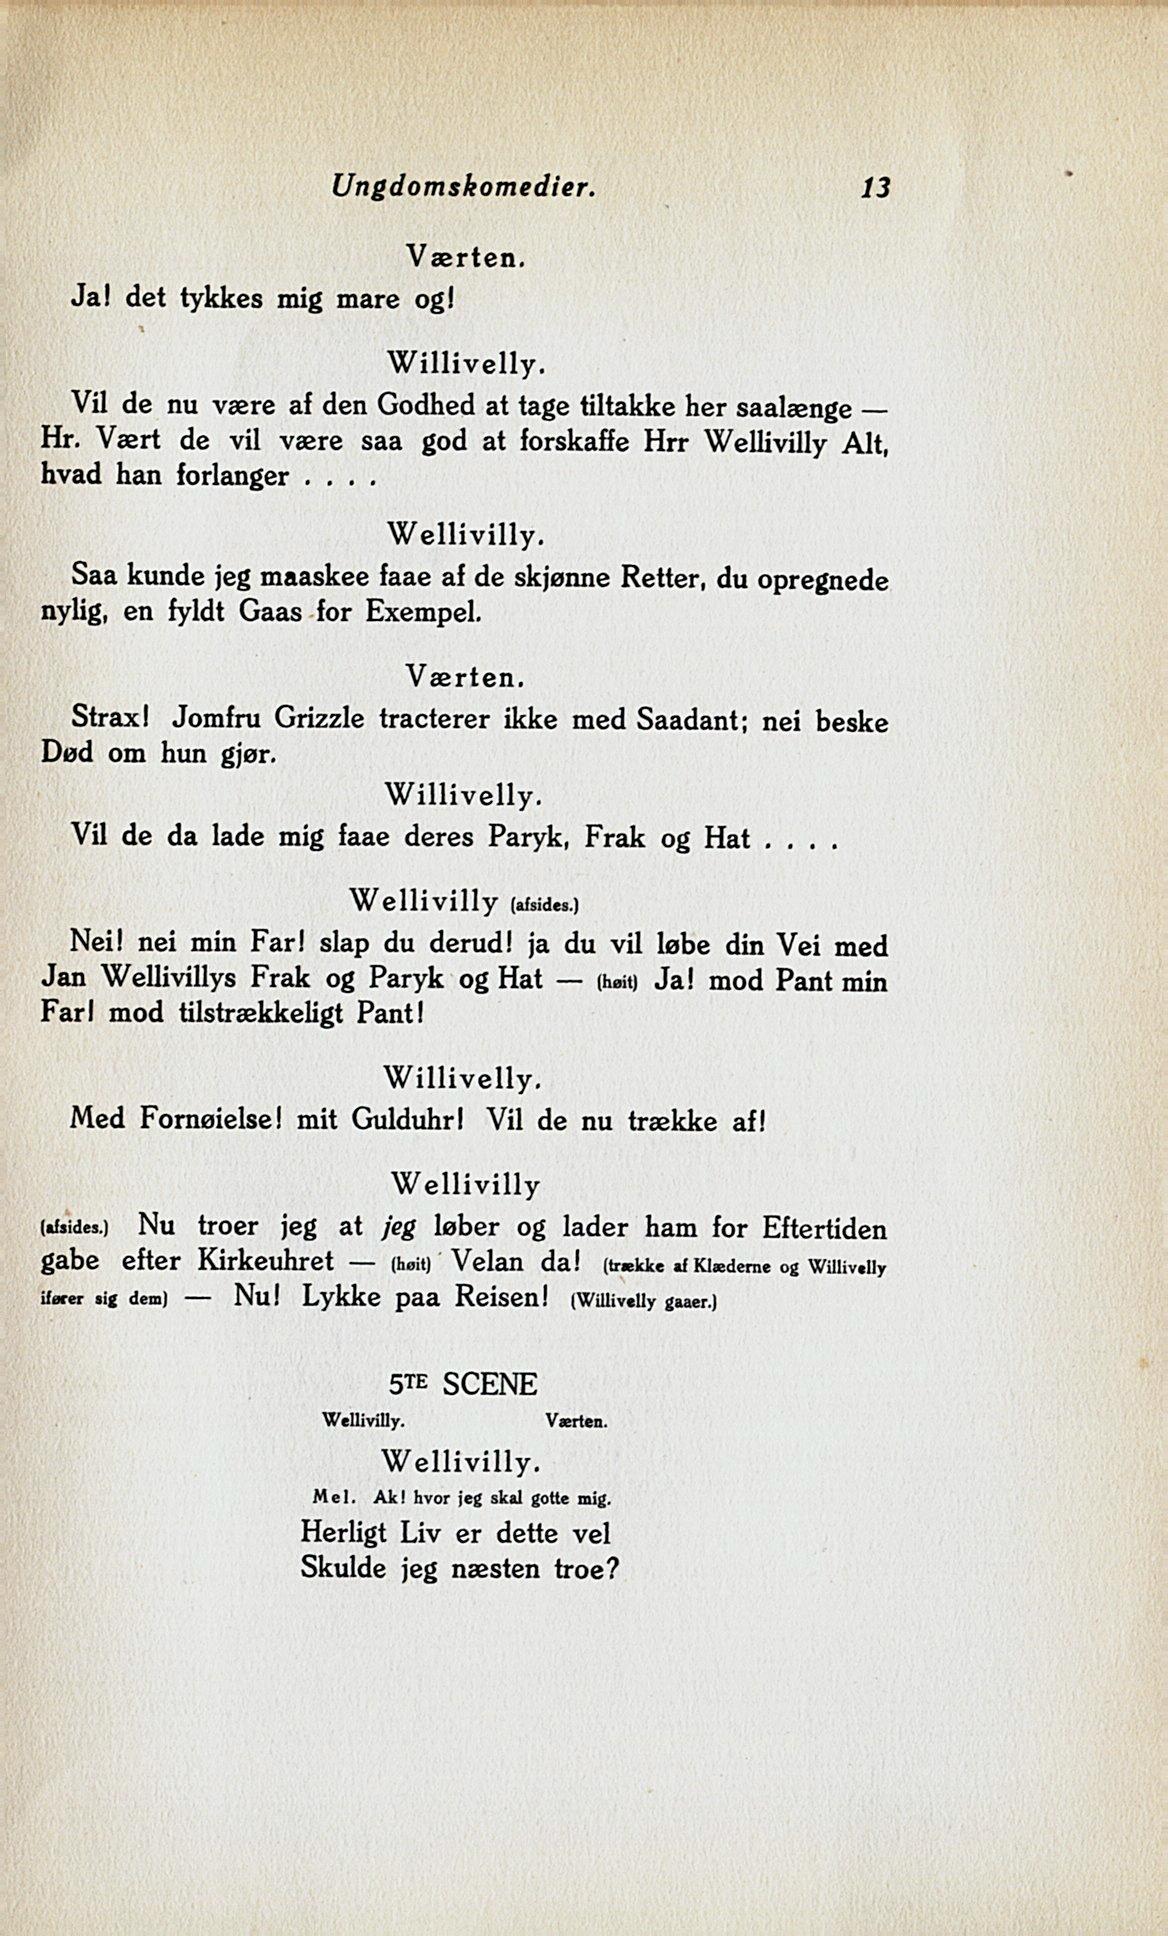 Ungdomskomedier. 13
Værten.
Ja! det tykkes mig mare og!
Willivelly.
Vil de nu være af den Godhed at tage tiltakke her saalænge —
Hr. Vært de vil være saa god at forskaffe Hrr Wellivilly Alt,
hvad han forlanger . . . .
Wellivilly.
Saa kunde jeg maaskee faae af de skjønne Retter, du opregnede
nylig, en fyldt Gaas for Exempel.
Værten.
Strax! Jomfru Grizzle tracterer ikke med Saadant; nei beske
Død om hun gjør.
Willivelly.
Vil de da lade mig faae deres Paryk, Frak og Hat . . . .
Wellivilly (afsides.)
Nei! nei min Far! slap du derud! ja du vil løbe din Vei med
Jan Wellivillys Frak og Paryk og Hat — (høit) Ja! mod Pant min
Far! mod tilstrækkeligt Pant!
Willivelly.
Med Fornøielse! mit Gulduhr! Vil de nu trække af!
Wellivilly
(afsides.) Nu troer jeg at jeg løber og lader ham for Eftertiden
gabe efter Kirkeuhret — (høit) Velan da! (trække af Klæderne og Willivelly
ifører sig dem) — Nu! Lykke paa Reisen! (Willivelly gaaer.)
5TE SCENE
Wellivilly. Værten.
Wellivilly.
Mel. Ak! hvor jeg skal gotte mig.
Herligt Liv er dette vel
Skulde jeg næsten troe?